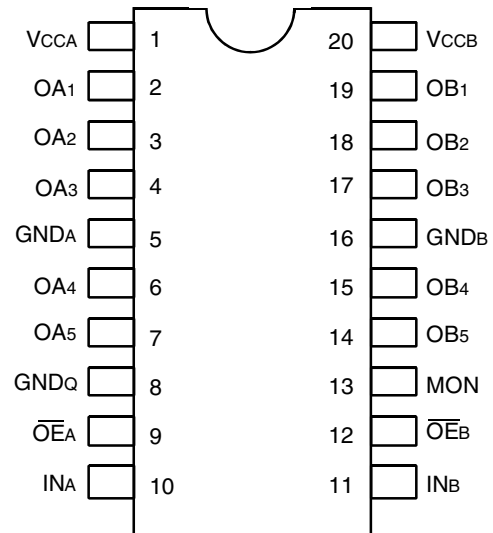 VCCA 1 20 VCCB
OA1 2 19 OB1
OA2 3 18 OB2
OA3 4 17 OB3
GNDA 5 16 GNDB
OA4 6 15 OB4
OA5 7 14 OB5
GNDQ 8 13 MON
O̅E̅A 9 12 O̅E̅B
INA 10 11 INB